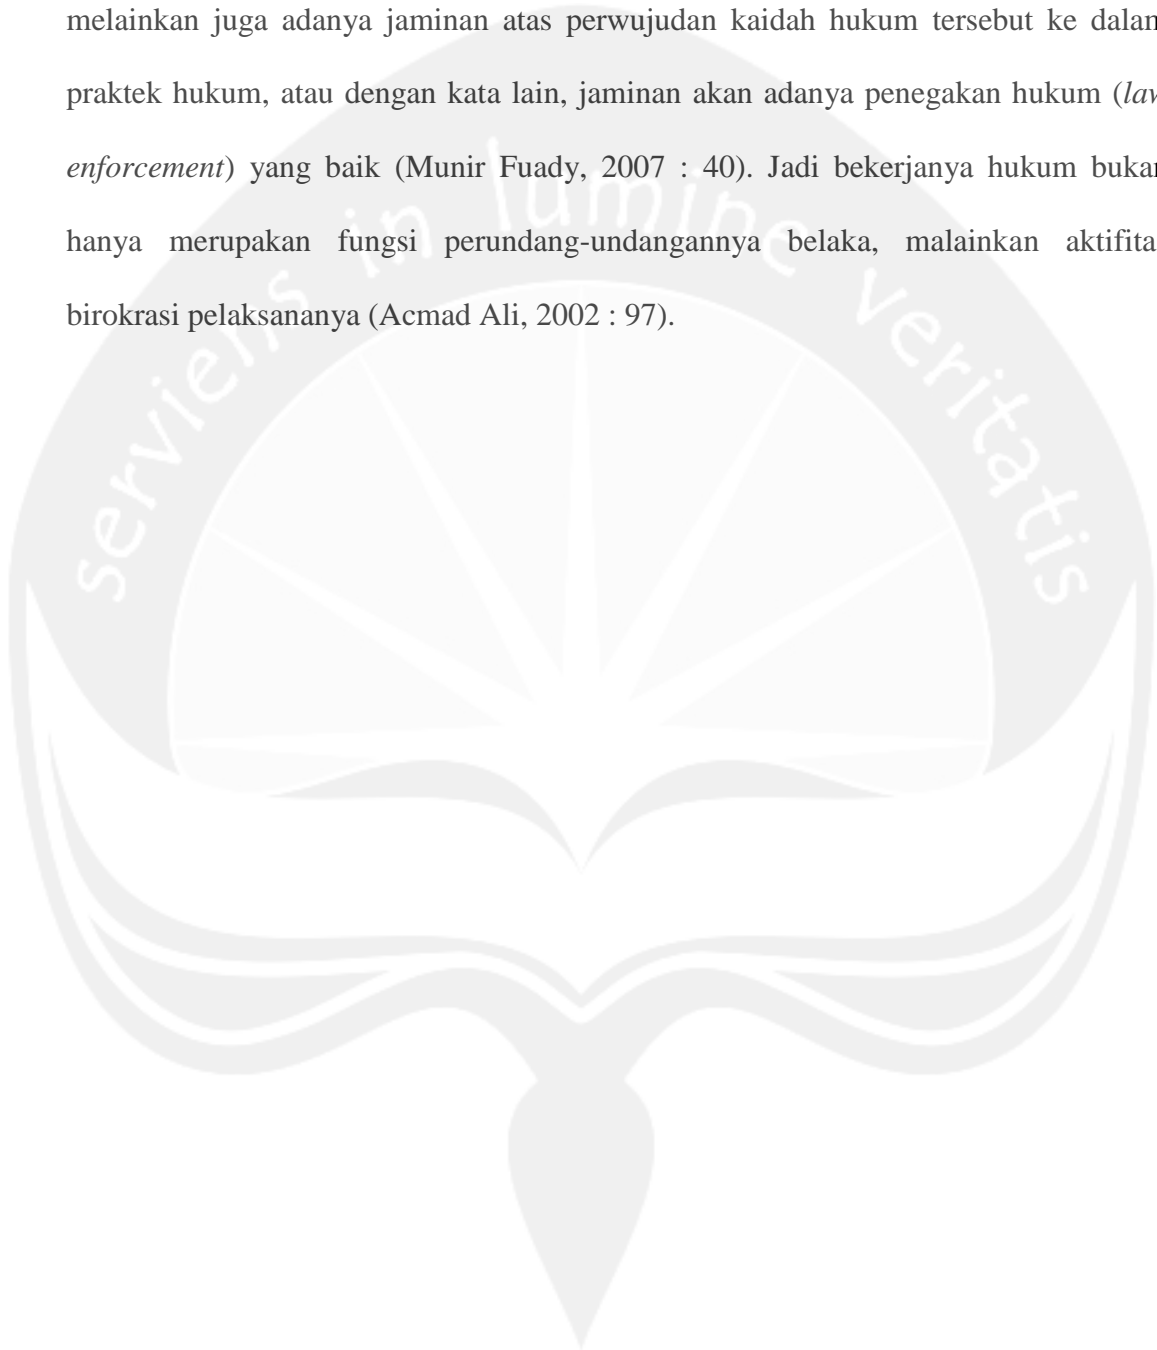 melainkan juga adanya jaminan atas perwujudan kaidah hukum tersebut ke dalam
praktek hukum, atau dengan kata lain, jaminan akan adanya penegakan hukum (law
enforcement) yang baik (Munir Fuady, 2007 : 40). Jadi bekerjanya hukum bukan
hanya merupakan fungsi perundang-undangannya belaka, malainkan aktifita
birokrasi pelaksananya (Acmad Ali, 2002 : 97).
serviens in lumine veritatis